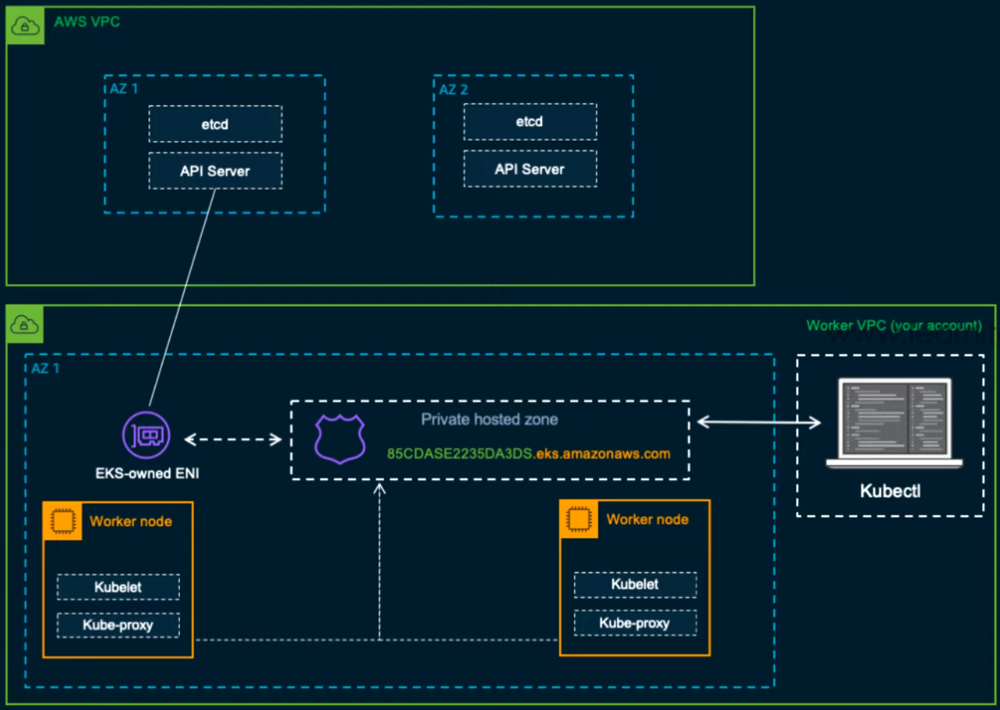 AWS VPC
AZ 1
etcd
API Server
AZ 2
etcd
API Server
Worker VPC (your account)
AZ 1
EKS-owned ENI
Private hosted zone
85CDASE2235DA3DS.eks.amazonaws.com
Kubectl
Worker node
Kubelet
Kube-proxy
Worker node
Kubelet
Kube-proxy